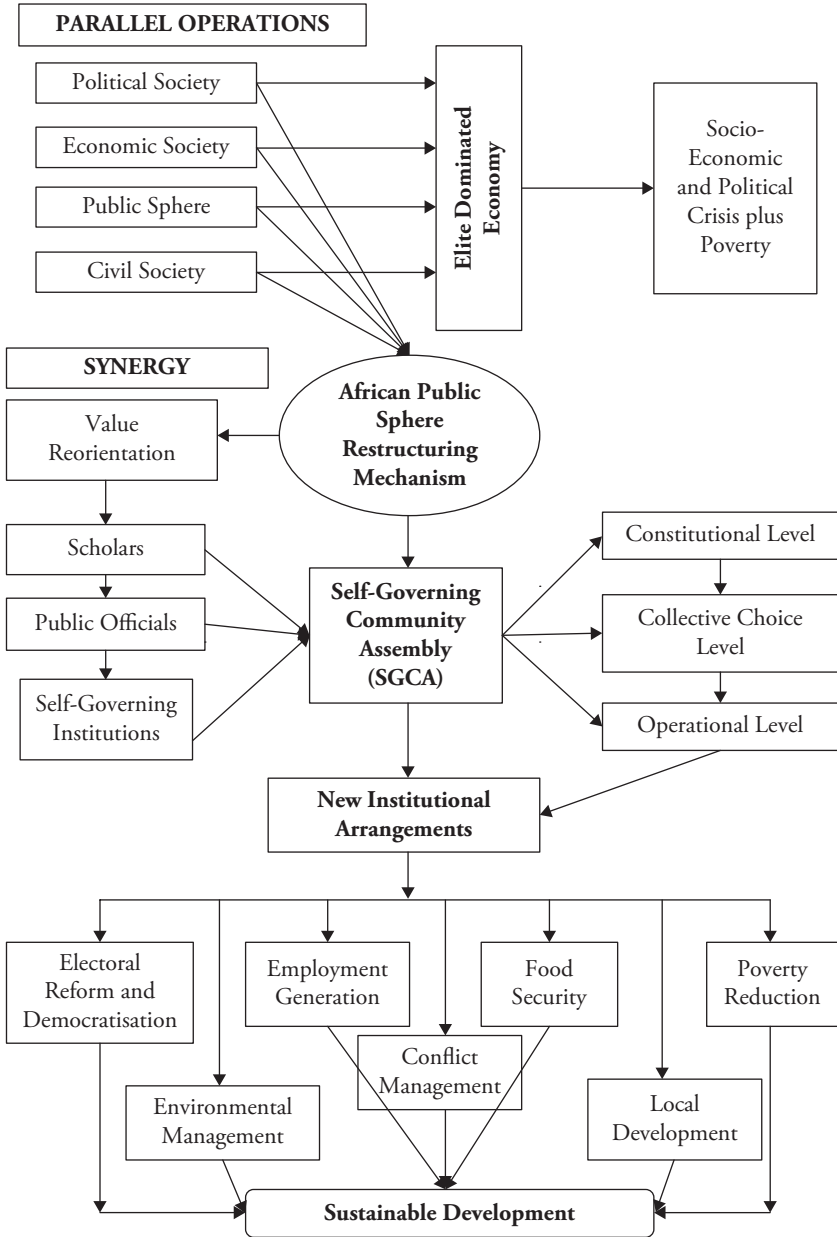 PARALLEL OPERATIONS
Political Society
Economic Society
Public Sphere
Civil Society
Elite Dominated
Economy
Socio-
Economic
and Political
Crisis plus
Poverty
SYNERGY
African Public
Sphere
Restructuring
Mechanism
Value
Reorientation
Scholars
Public Officials
Self-Governing
Institutions
Self-Governing
Community
Assembly
(SGCA)
Constitutional Level
Collective Choice
Level
Operational Level
New Institutional
Arrangements
Electoral
Reform and
Democratisation
Environmental
Management
Employment
Generation
Conflict
Management
Food
Security
Local
Development
Poverty
Reduction
Sustainable Development